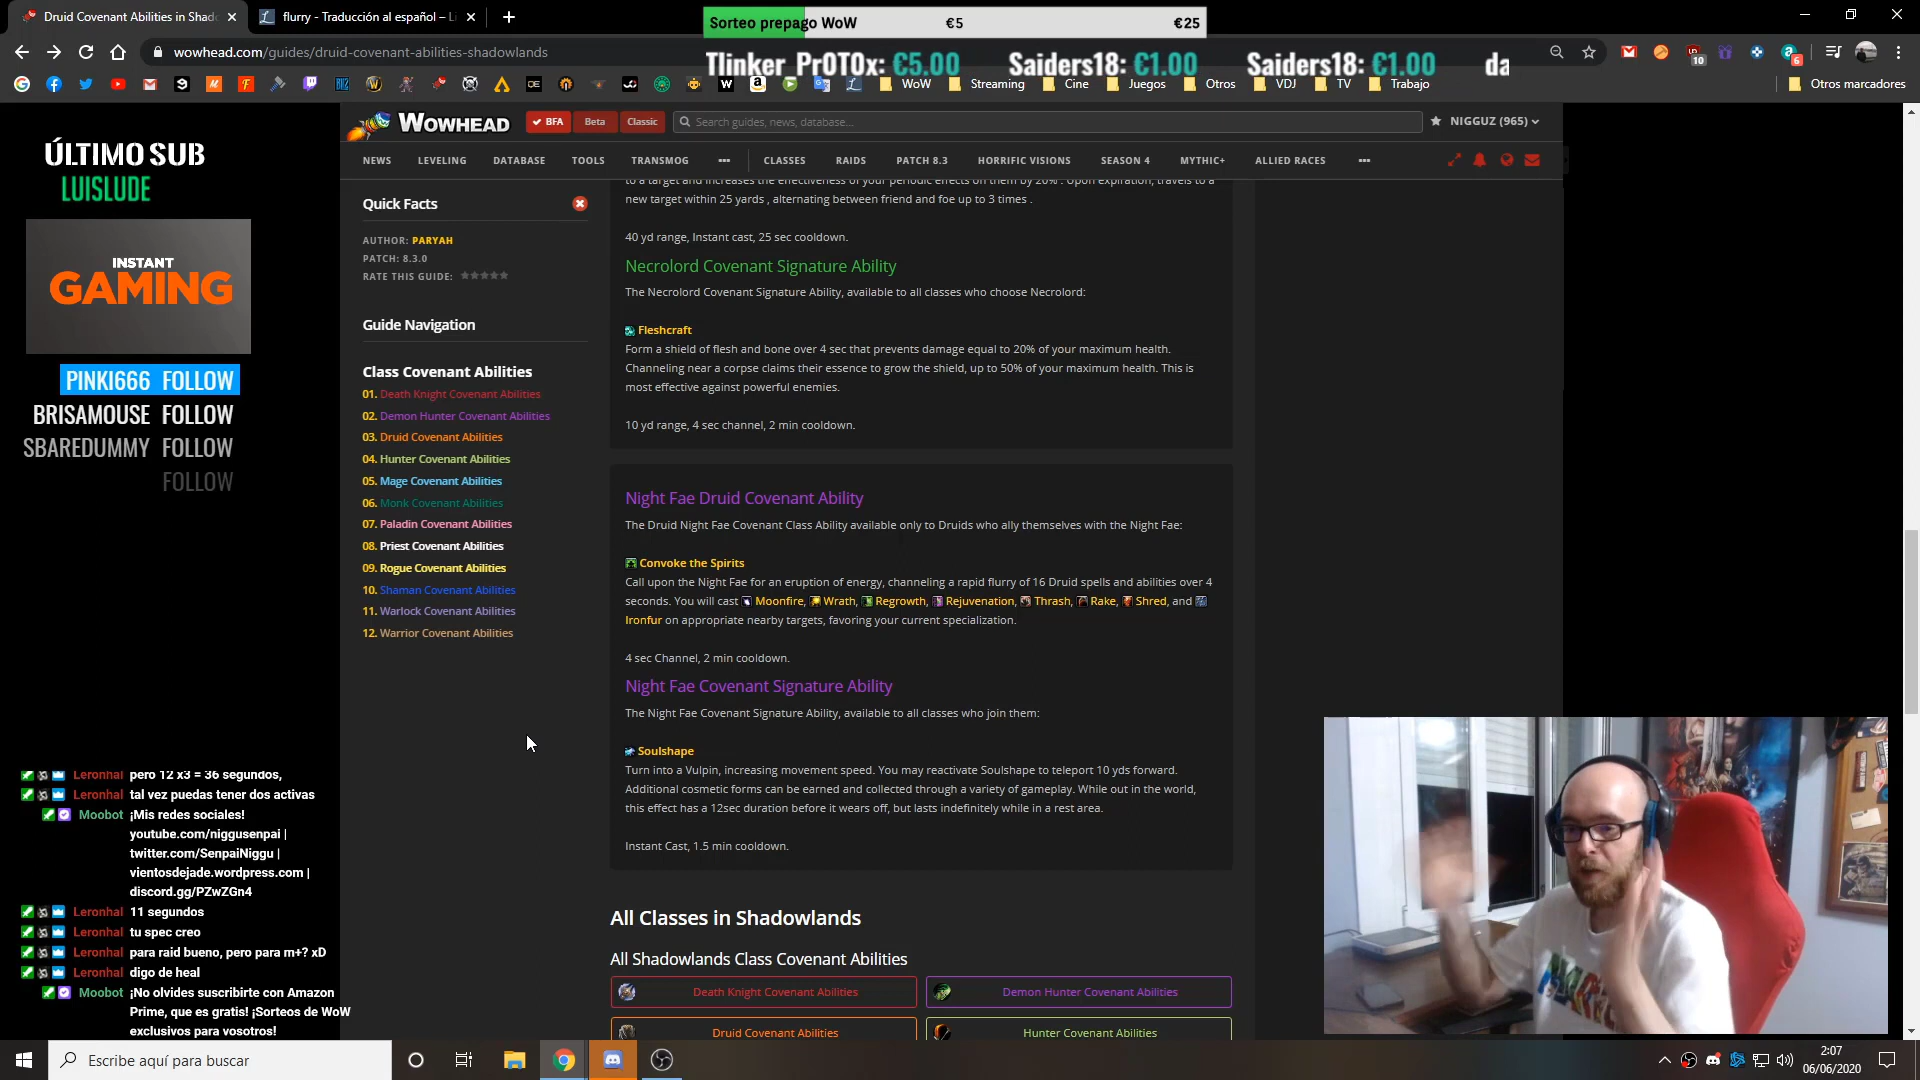 Druid Covenant Abilities in Shado
flurry - Traducción al español – Li
Sorteo prepago WoW
€5
€25
wowhead.com/guides/druid-covenant-abilities-shadowlands
Tlinker_Pr0T0x: €5.00 Saiders18: €1.00 Saiders18: €1.00 da
WoW
Streaming
Cine
Juegos
Otros
VDJ
TV
Trabajo
Otros marcadores
ÚLTIMO SUB
LUISLUDE
INSTANT
GAMING
PINKI666 FOLLOW
BRISAMOUSE FOLLOW
SBAREDUMMY FOLLOW
FOLLOW
WOWHEAD
BFA
Beta
Classic
Search guides, news, database...
NIGGUZ (965)
NEWS
LEVELING
DATABASE
TOOLS
TRANSMOG
CLASSES
RAIDS
PATCH 8.3
HORRIFIC VISIONS
SEASON 4
MYTHIC+
ALLIED RACES
Quick Facts
AUTHOR: PARYAH
PATCH: 8.3.0
RATE THIS GUIDE:
Guide Navigation
Class Covenant Abilities
01. Death Knight Covenant Abilities
02. Demon Hunter Covenant Abilities
03. Druid Covenant Abilities
04. Hunter Covenant Abilities
05. Mage Covenant Abilities
06. Monk Covenant Abilities
07. Paladin Covenant Abilities
08. Priest Covenant Abilities
09. Rogue Covenant Abilities
10. Shaman Covenant Abilities
11. Warlock Covenant Abilities
12. Warrior Covenant Abilities
to a target and increases the effectiveness of your periodic effects on them by 20% . Upon expiration, travels to a
new target within 25 yards , alternating between friend and foe up to 3 times .
40 yd range, Instant cast, 25 sec cooldown.
Necrolord Covenant Signature Ability
The Necrolord Covenant Signature Ability, available to all classes who choose Necrolord:
Fleshcraft
Form a shield of flesh and bone over 4 sec that prevents damage equal to 20% of your maximum health.
Channeling near a corpse claims their essence to grow the shield, up to 50% of your maximum health. This is
most effective against powerful enemies.
10 yd range, 4 sec channel, 2 min cooldown.
Night Fae Druid Covenant Ability
The Druid Night Fae Covenant Class Ability available only to Druids who ally themselves with the Night Fae:
Convoke the Spirits
Call upon the Night Fae for an eruption of energy, channeling a rapid flurry of 16 Druid spells and abilities over 4
seconds. You will cast Moonfire, Wrath, Regrowth, Rejuvenation, Thrash, Rake, Shred, and
Ironfur on appropriate nearby targets, favoring your current specialization.
4 sec Channel, 2 min cooldown.
Night Fae Covenant Signature Ability
The Night Fae Covenant Signature Ability, available to all classes who join them:
Soulshape
Turn into a Vulpin, increasing movement speed. You may reactivate Soulshape to teleport 10 yds forward.
Additional cosmetic forms can be earned and collected through a variety of gameplay. While out in the world,
this effect has a 12sec duration before it wears off, but lasts indefinitely while in a rest area.
Instant Cast, 1.5 min cooldown.
All Classes in Shadowlands
All Shadowlands Class Covenant Abilities
Death Knight Covenant Abilities
Demon Hunter Covenant Abilities
Druid Covenant Abilities
Hunter Covenant Abilities
Leronhal pero 12 x3 = 36 segundos,
Leronhal tal vez puedas tener dos activas
Moobot ¡Mis redes sociales!
youtube.com/niggusenpai |
twitter.com/SenpaiNiggu |
vientosdejade.wordpress.com |
discord.gg/PZwZGn4
Leronhal 11 segundos
Leronhal tu spec creo
Leronhal para raid bueno, pero para m+? xD
Leronhal digo de heal
Moobot ¡No olvides suscribirte con Amazon
Prime, que es gratis! ¡Sorteos de WoW
exclusivos para vosotros!
Escribe aquí para buscar
2:07
06/06/2020